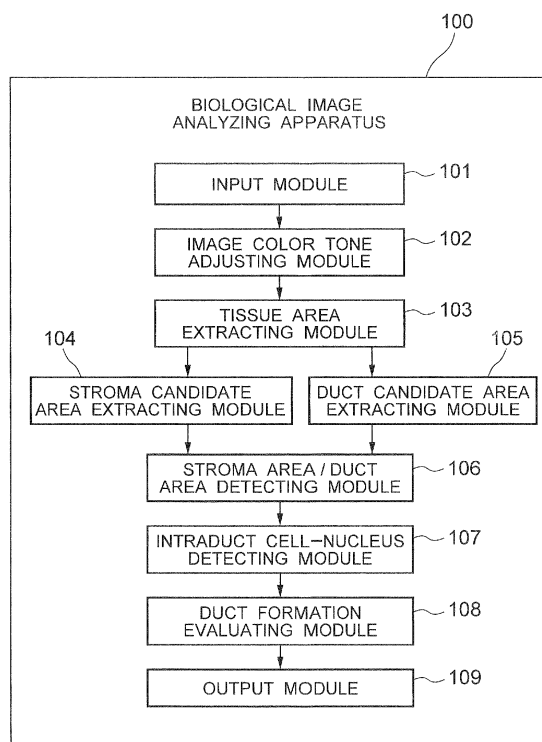 100
BIOLOGICAL IMAGE
ANALYZING APPARATUS
INPUT MODULE
101
IMAGE COLOR TONE
ADJUSTING MODULE
102
TISSUE AREA
EXTRACTING MODULE
103
104
STROMA CANDIDATE
AREA EXTRACTING MODULE
105
DUCT CANDIDATE AREA
EXTRACTING MODULE
STROMA AREA / DUCT
AREA DETECTING MODULE
106
INTRADUCT CELL-NUCLEUS
DETECTING MODULE
107
DUCT FORMATION
EVALUATING MODULE
108
OUTPUT MODULE
109